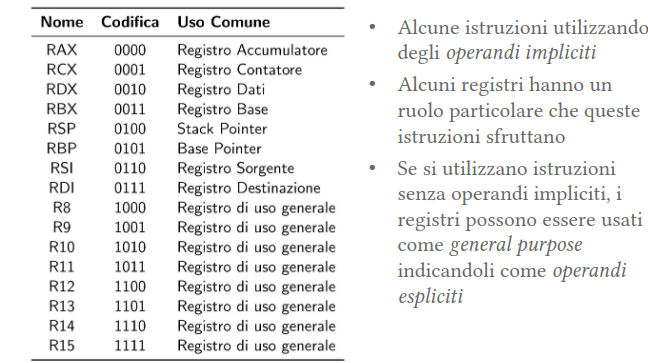 Nome Codifica Uso Comune
RAX 0000 Registro Accumulatore
RCX 0001 Registro Contatore
RDX 0010 Registro Dati
RBX 0011 Registro Base
RSP 0100 Stack Pointer
RBP 0101 Base Pointer
RSI 0110 Registro Sorgente
RDI 0111 Registro Destinazione
R8 1000 Registro di uso generale
R9 1001 Registro di uso generale
R10 1010 Registro di uso generale
R11 1011 Registro di uso generale
R12 1100 Registro di uso generale
R13 1101 Registro di uso generale
R14 1110 Registro di uso generale
R15 1111 Registro di uso generale
• Alcune istruzioni utilizzando
degli operandi impliciti
• Alcuni registri hanno un
ruolo particolare che queste
istruzioni sfruttano
• Se si utilizzano istruzioni
senza operandi impliciti, i
registri possono essere usati
come general purpose
indicandoli come operandi
espliciti